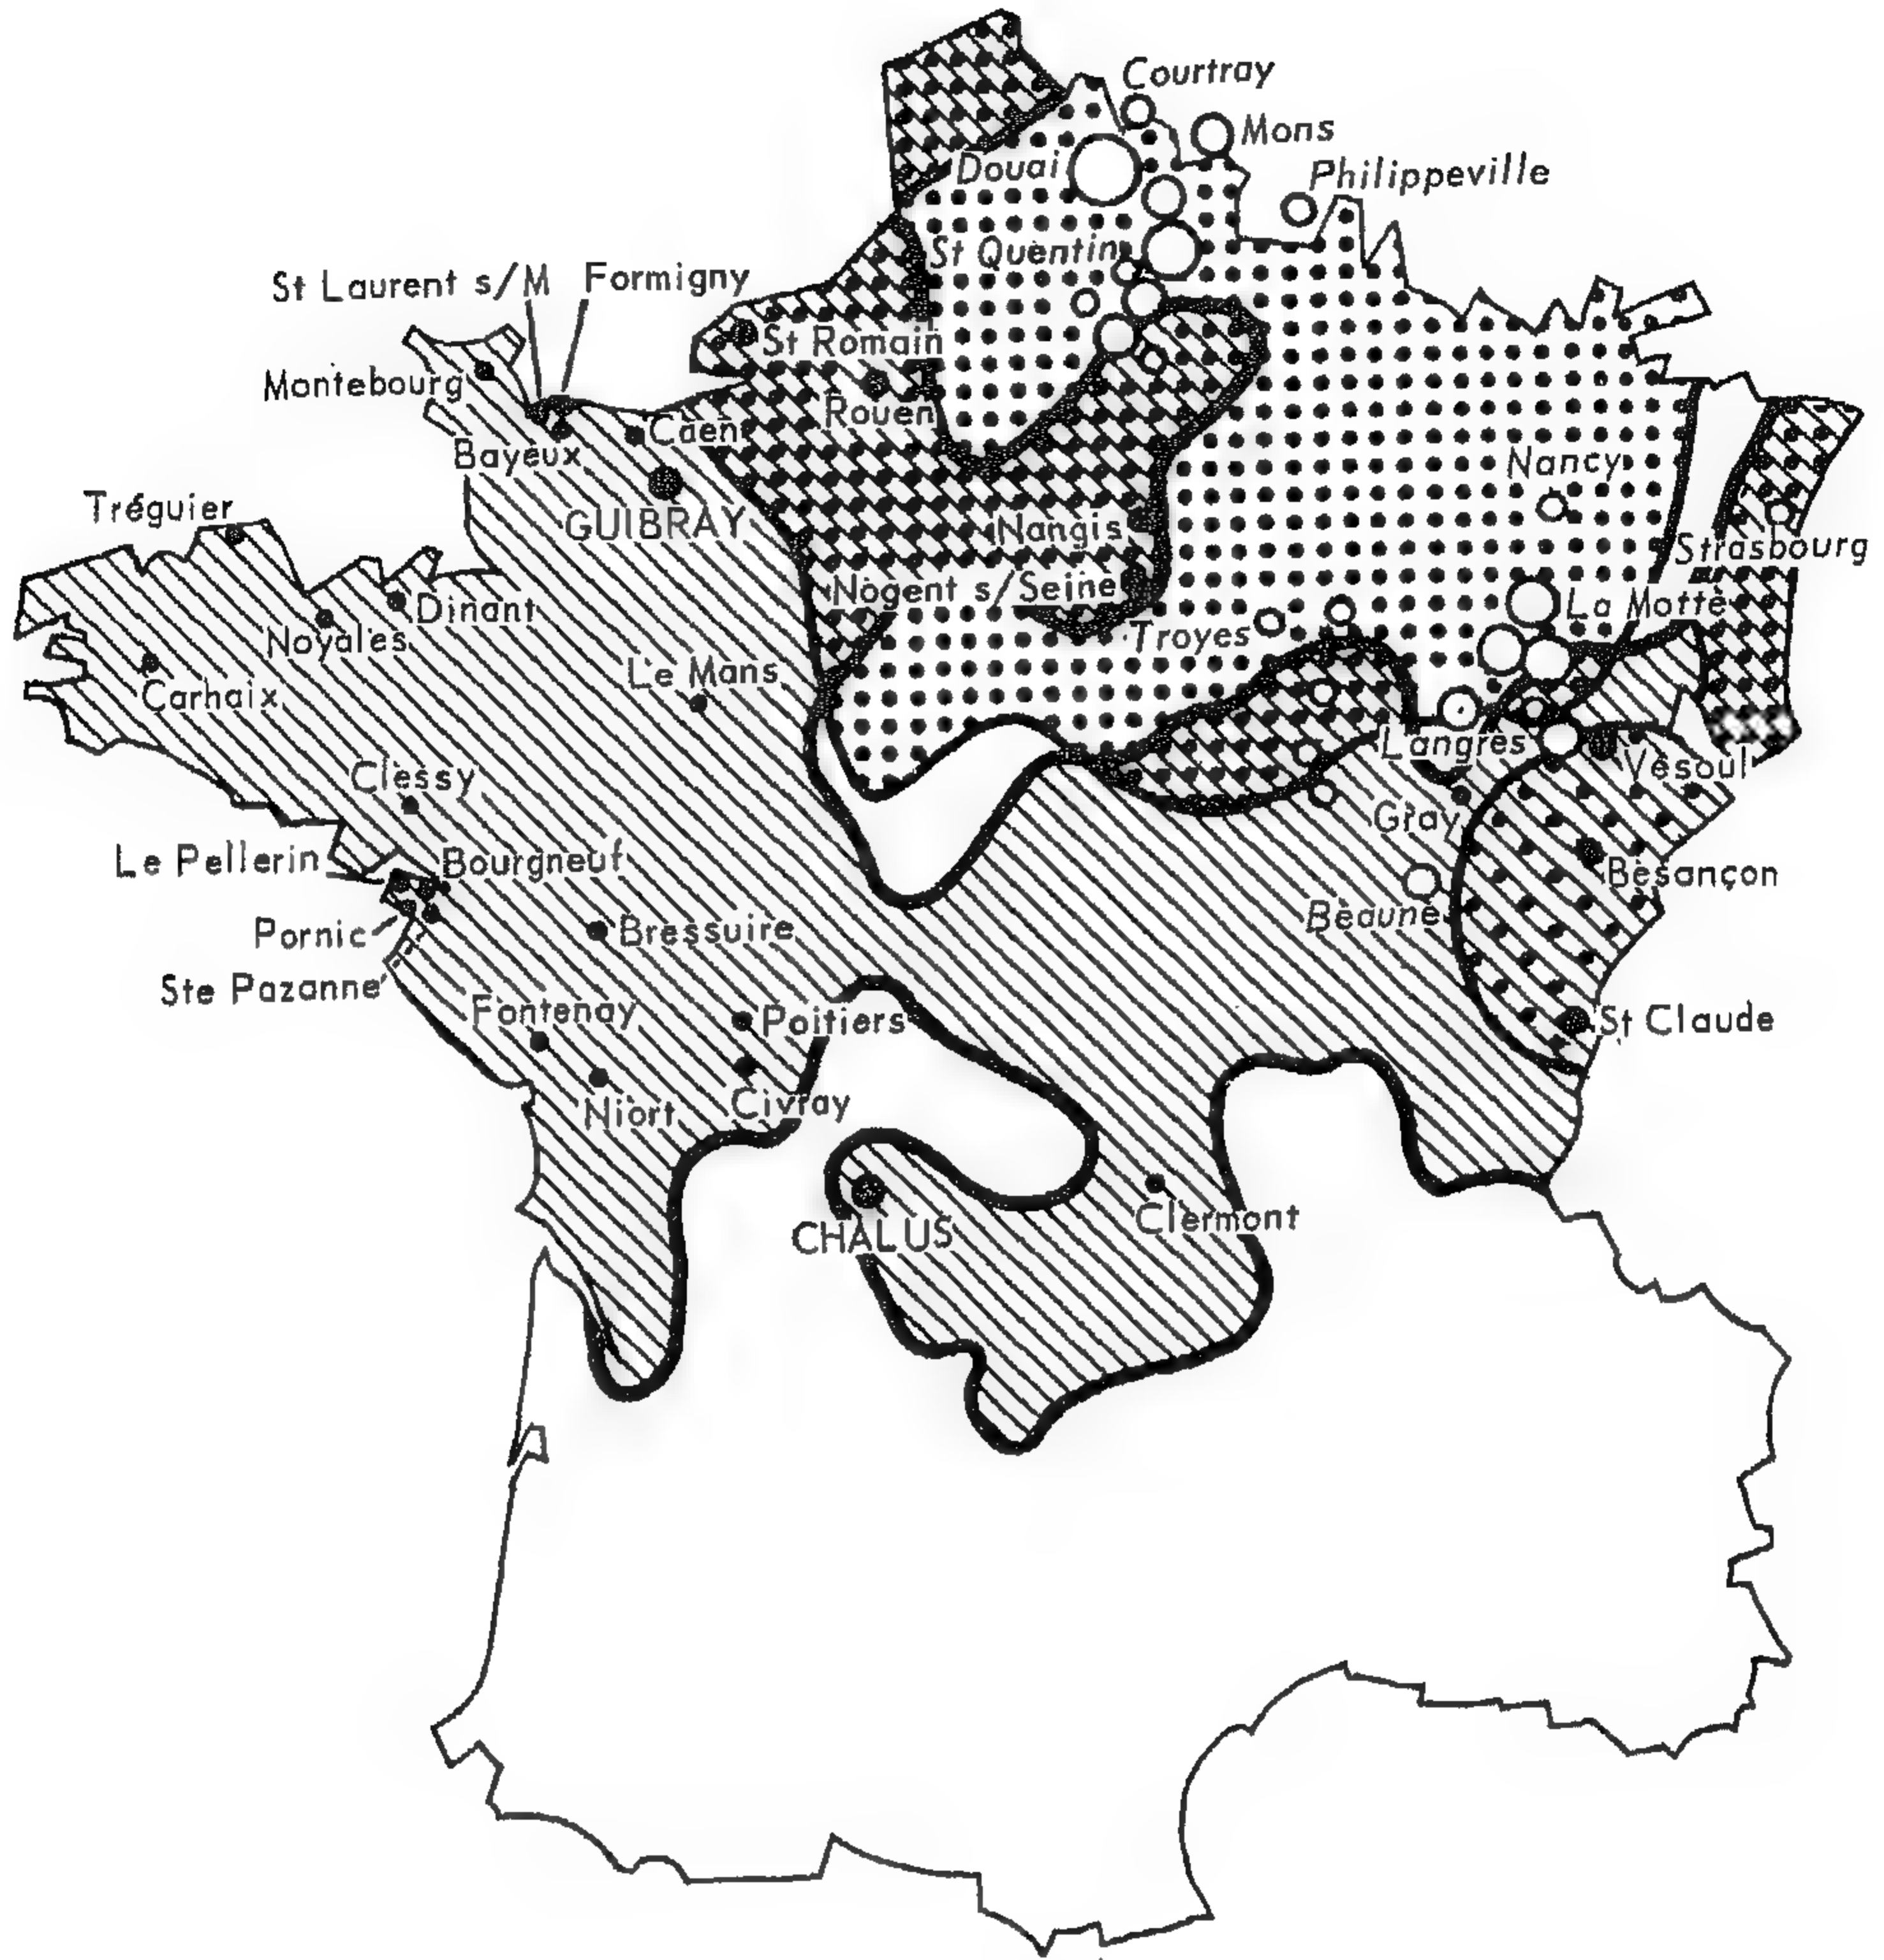 Courtray
Mons
Douai
Philippeville
St Quentin
St Laurent s/M
Formigny
St Romain
Montebourg
Rouen
Caen
Bayeux
Nancy
Tréguier
GUIBRAY
Nangis
Strasbourg
Nogent s/Seine
La Motte
Dinant
Noyales
Troyes
Le Mans
Carhaix
Langres
Vesoul
Clessy
Gray
Le Pellerin
Bourgneuf
Besançon
Beaune
Pornic
Bressuire
Ste Pazanne
Fontenay
Poitiers
St Claude
Niort
Civray
Clermont
CHALUS